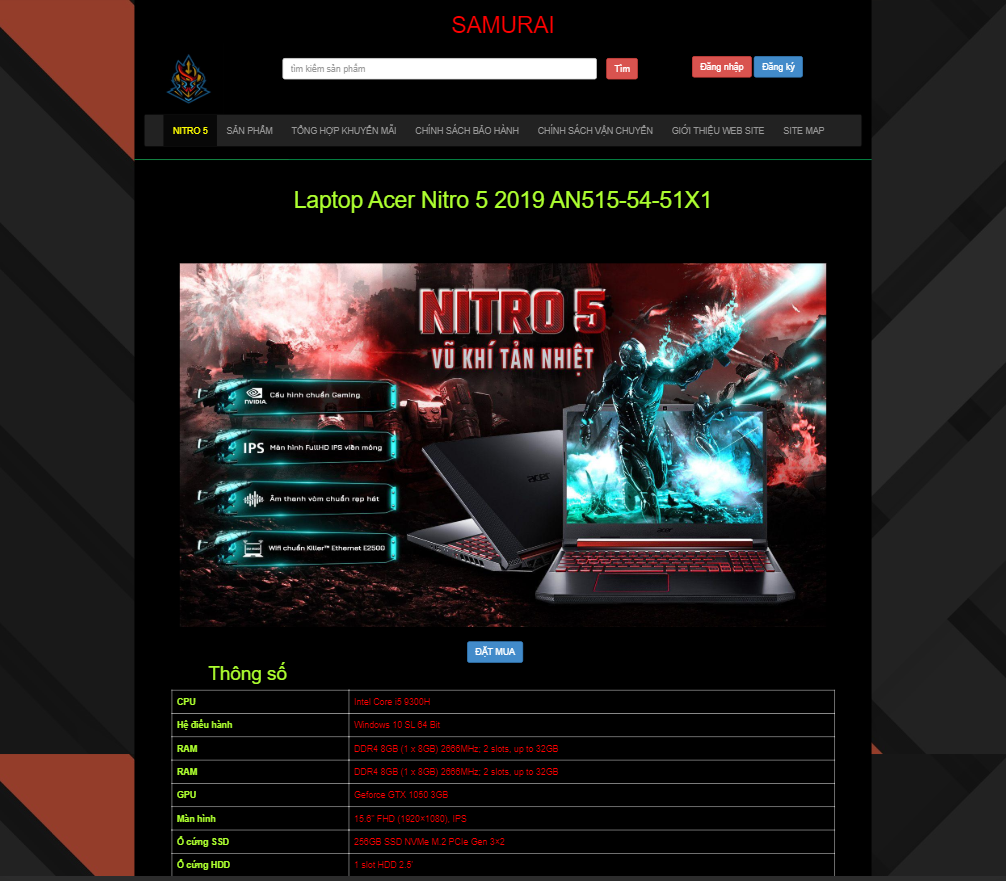 SAMURAI
tìm kiếm sản phẩm
Tìm
Đăng nhập
Đăng ký
NITRO 5
SẢN PHẨM
TỔNG HỢP KHUYẾN MÃI
CHÍNH SÁCH BẢO HÀNH
CHÍNH SÁCH VẬN CHUYỂN
GIỚI THIỆU WEB SITE
SITE MAP
Laptop Acer Nitro 5 2019 AN515-54-51X1
NITRO 5
VŨ KHÍ TẢN NHIỆT
NVIDIA
Cấu hình chuẩn Gaming
IPS Màn hình FullHD IPS viền mỏng
Âm thanh vòm chuẩn rạp hát
Wifi chuẩn Killer™ Ethernet E2500
acer
ĐẶT MUA
Thông số
CPU Intel Core i5 9300H
Hệ điều hành Windows 10 SL 64 Bit
RAM DDR4 8GB (1 x 8GB) 2666MHz; 2 slots, up to 32GB
RAM DDR4 8GB (1 x 8GB) 2666MHz; 2 slots, up to 32GB
GPU Geforce GTX 1050 3GB
Màn hình 15.6" FHD (1920×1080), IPS
Ổ cứng SSD 256GB SSD NVMe M.2 PCIe Gen 3×2
Ổ cứng HDD 1 slot HDD 2.5"